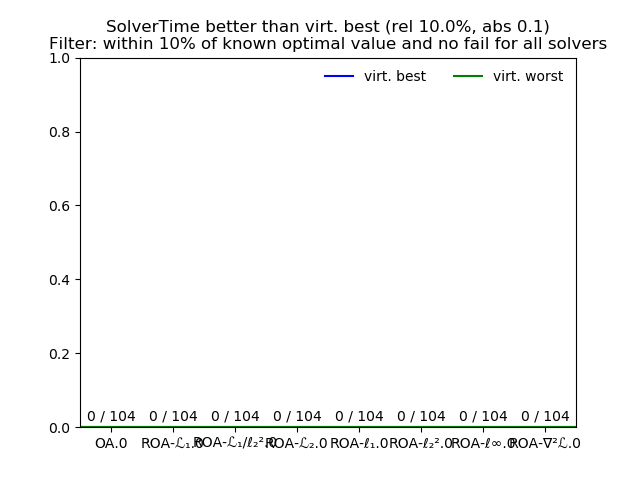 SolverTime better than virt. best (rel 10.0%, abs 0.1)
Filter: within 10% of known optimal value and no fail for all solvers
virt. best virt. worst
1.0
0.8
0.6
0.4
0.2
0.0
0 / 104 0 / 104 0 / 104 0 / 104 0 / 104 0 / 104 0 / 104 0 / 104
OA.0 ROA-ℒ₁.0 ROA-ℒ₁/ℓ₂².0 ROA-ℒ₂.0 ROA-ℓ₁.0 ROA-ℓ₂².0 ROA-ℓ∞.0 ROA-∇²ℒ.0